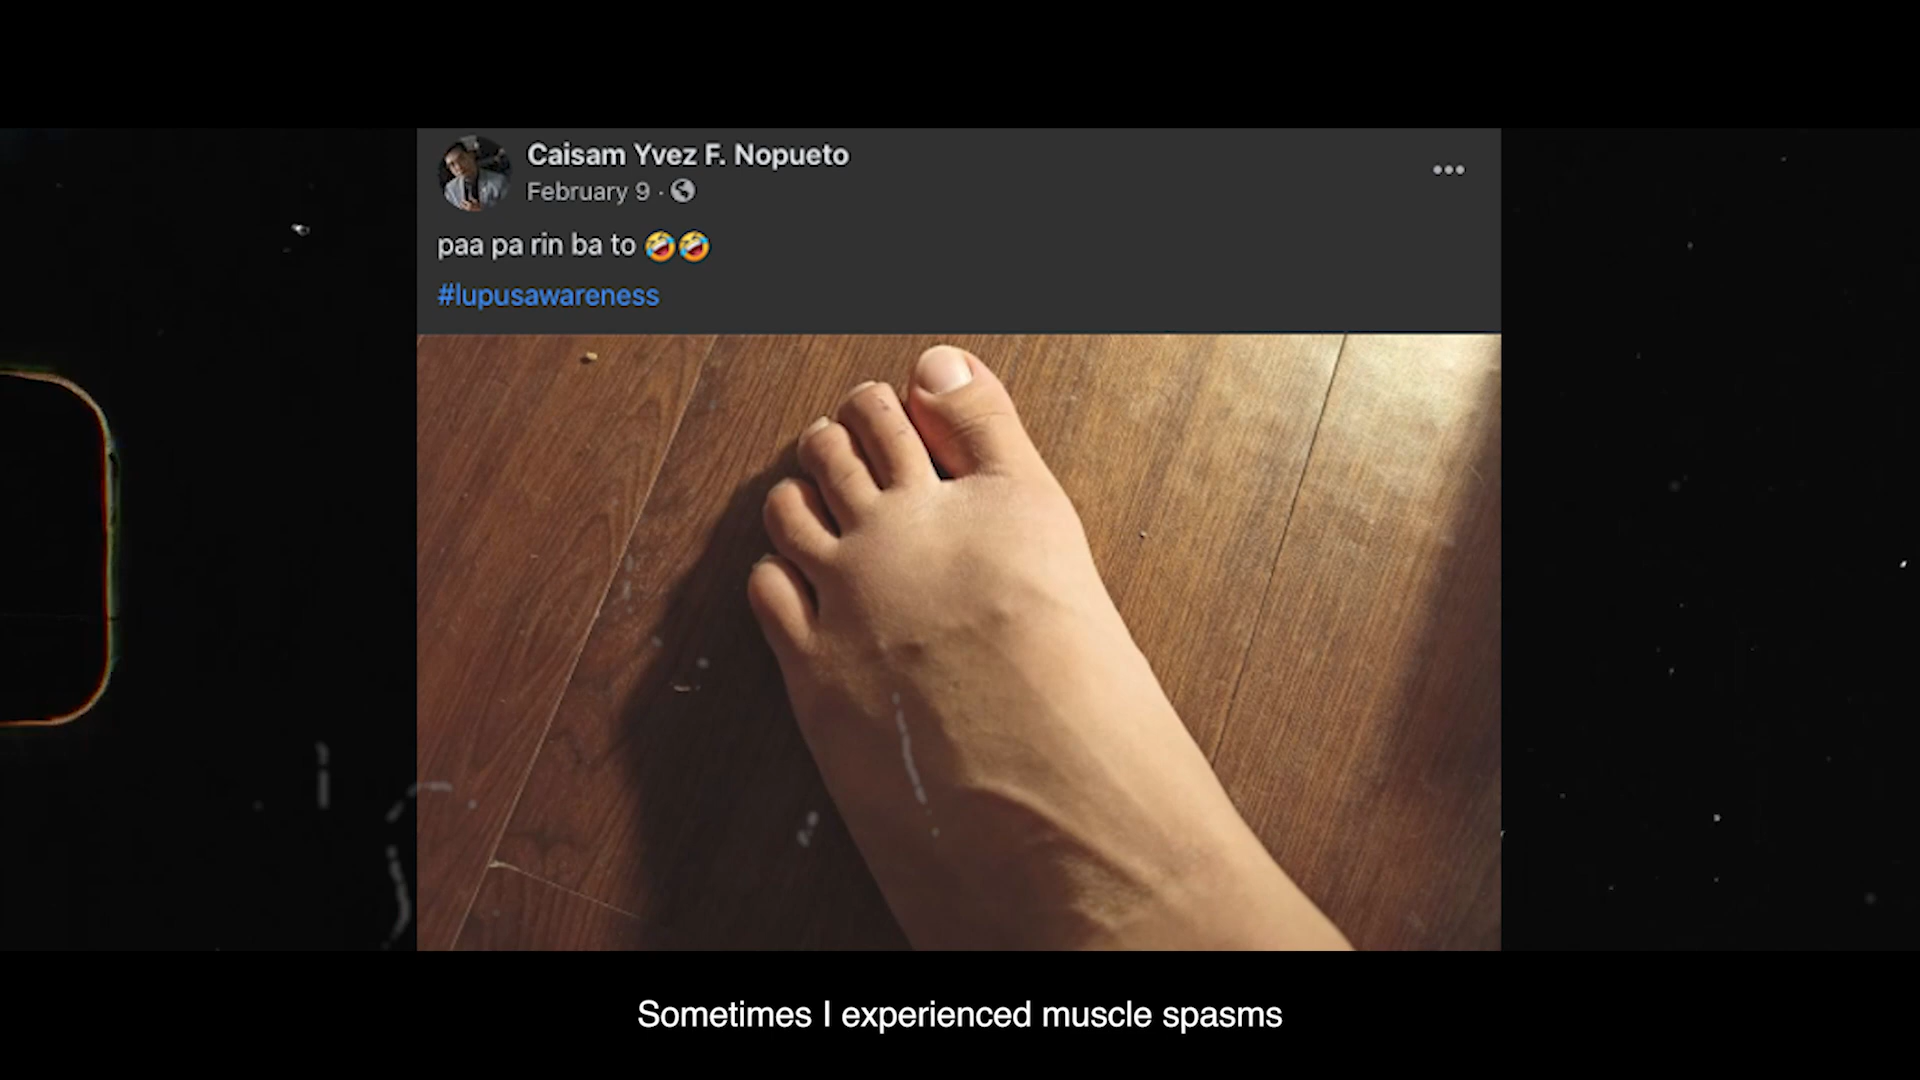 Caisam Yvez F. Nopueto
February 9 ·
paa pa rin ba to 🤣🤣
#lupusawareness
Sometimes I experienced muscle spasms